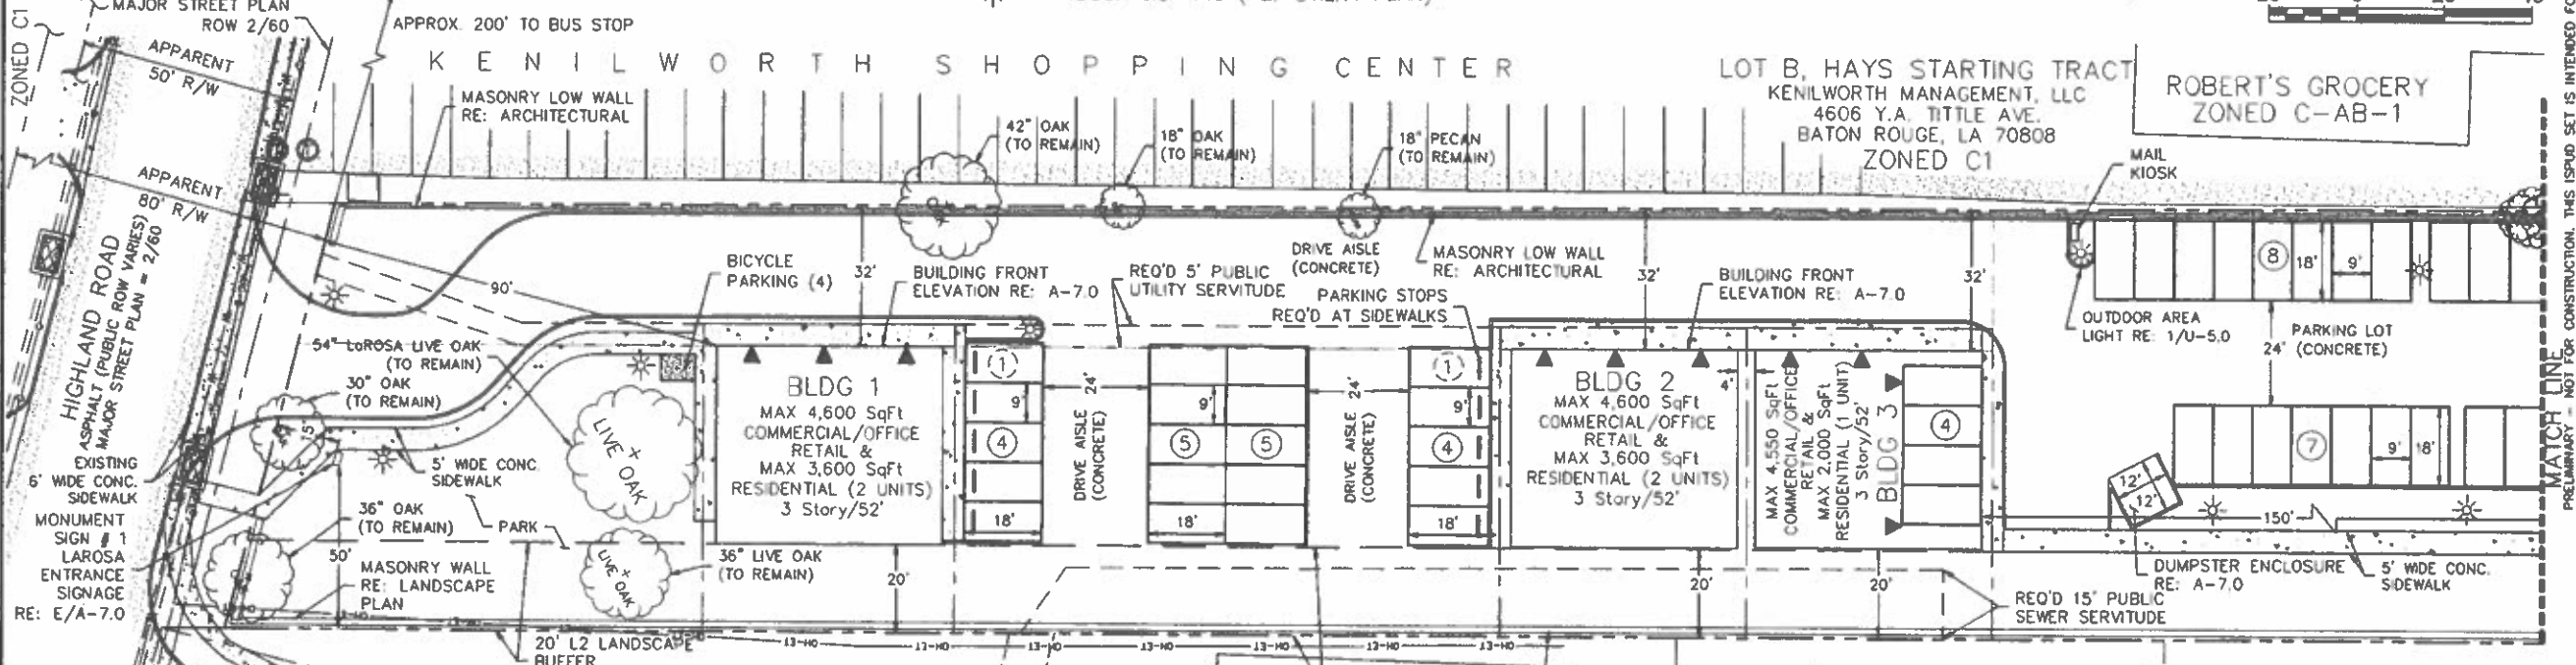 MAJOR STREET PLAN
ROW 2/60
ZONED C1
APPROX. 200' TO BUS STOP
APPARENT
50' R/W
KENILWORTH SHOPPING CENTER
MASONRY LOW WALL
RE: ARCHITECTURAL
42" OAK
(TO REMAIN)
18" OAK
(TO REMAIN)
18" PECAN
(TO REMAIN)
LOT B, HAYS STARTING TRACT
KENILWORTH MANAGEMENT, LLC
4606 Y.A. TITTLE AVE.
BATON ROUGE, LA 70808
ZONED C1
ROBERT'S GROCERY
ZONED C-AB-1
MAIL
KIOSK
APPARENT
80' R/W
HIGHLAND ROAD
ASPHALT (PUBLIC ROW VARIES)
MAJOR STREET PLAN = 2/60
90'
BICYCLE
PARKING (4)
32'
BUILDING FRONT
ELEVATION RE: A-7.0
REQ'D 5' PUBLIC
UTILITY SERVITUDE
DRIVE AISLE
(CONCRETE)
MASONRY LOW WALL
RE: ARCHITECTURAL
PARKING STOPS
REQ'D AT SIDEWALKS
32'
BUILDING FRONT
ELEVATION RE: A-7.0
32'
8
18'
9'
OUTDOOR AREA
LIGHT RE: 1/U-5.0
PARKING LOT
(CONCRETE)
24'
54" LaROSA LIVE OAK
(TO REMAIN)
30" OAK
(TO REMAIN)
15'
LIVE OAK
5' WIDE CONC.
SIDEWALK
EXISTING
6' WIDE CONC.
SIDEWALK
36" OAK
(TO REMAIN)
PARK
MONUMENT
SIGN # 1
LAROSA
ENTRANCE
SIGNAGE
RE: E/A-7.0
50'
MASONRY WALL
RE: LANDSCAPE
PLAN
LIVE OAK
36" LIVE OAK
(TO REMAIN)
20' L2 LANDSCAPE
BUFFER
BLDG 1
MAX 4,600 SqFt
COMMERCIAL/OFFICE
RETAIL &
MAX 3,600 SqFt
RESIDENTIAL (2 UNITS)
3 Story/52'
20'
1
9'
4
18'
24'
DRIVE AISLE
(CONCRETE)
9'
5
5
18'
24'
DRIVE AISLE
(CONCRETE)
1
9'
4
18'
BLDG 2
MAX 4,600 SqFt
COMMERCIAL/OFFICE
RETAIL &
MAX 3,600 SqFt
RESIDENTIAL (2 UNITS)
3 Story/52'
20'
4'
MAX 4,550 SqFt
COMMERCIAL/OFFICE
RETAIL &
MAX 2,000 SqFt
RESIDENTIAL (1 UNIT)
3 Story/52'
BLDG 3
4
20'
7
9'
18'
12'
12'
150'
DUMPSTER ENCLOSURE
RE: A-7.0
5' WIDE CONC.
SIDEWALK
REQ'D 15' PUBLIC
SEWER SERVITUDE
MATCH LINE
PRELIMINARY - NOT FOR CONSTRUCTION, THIS ISPUD SET IS INTENDED FO